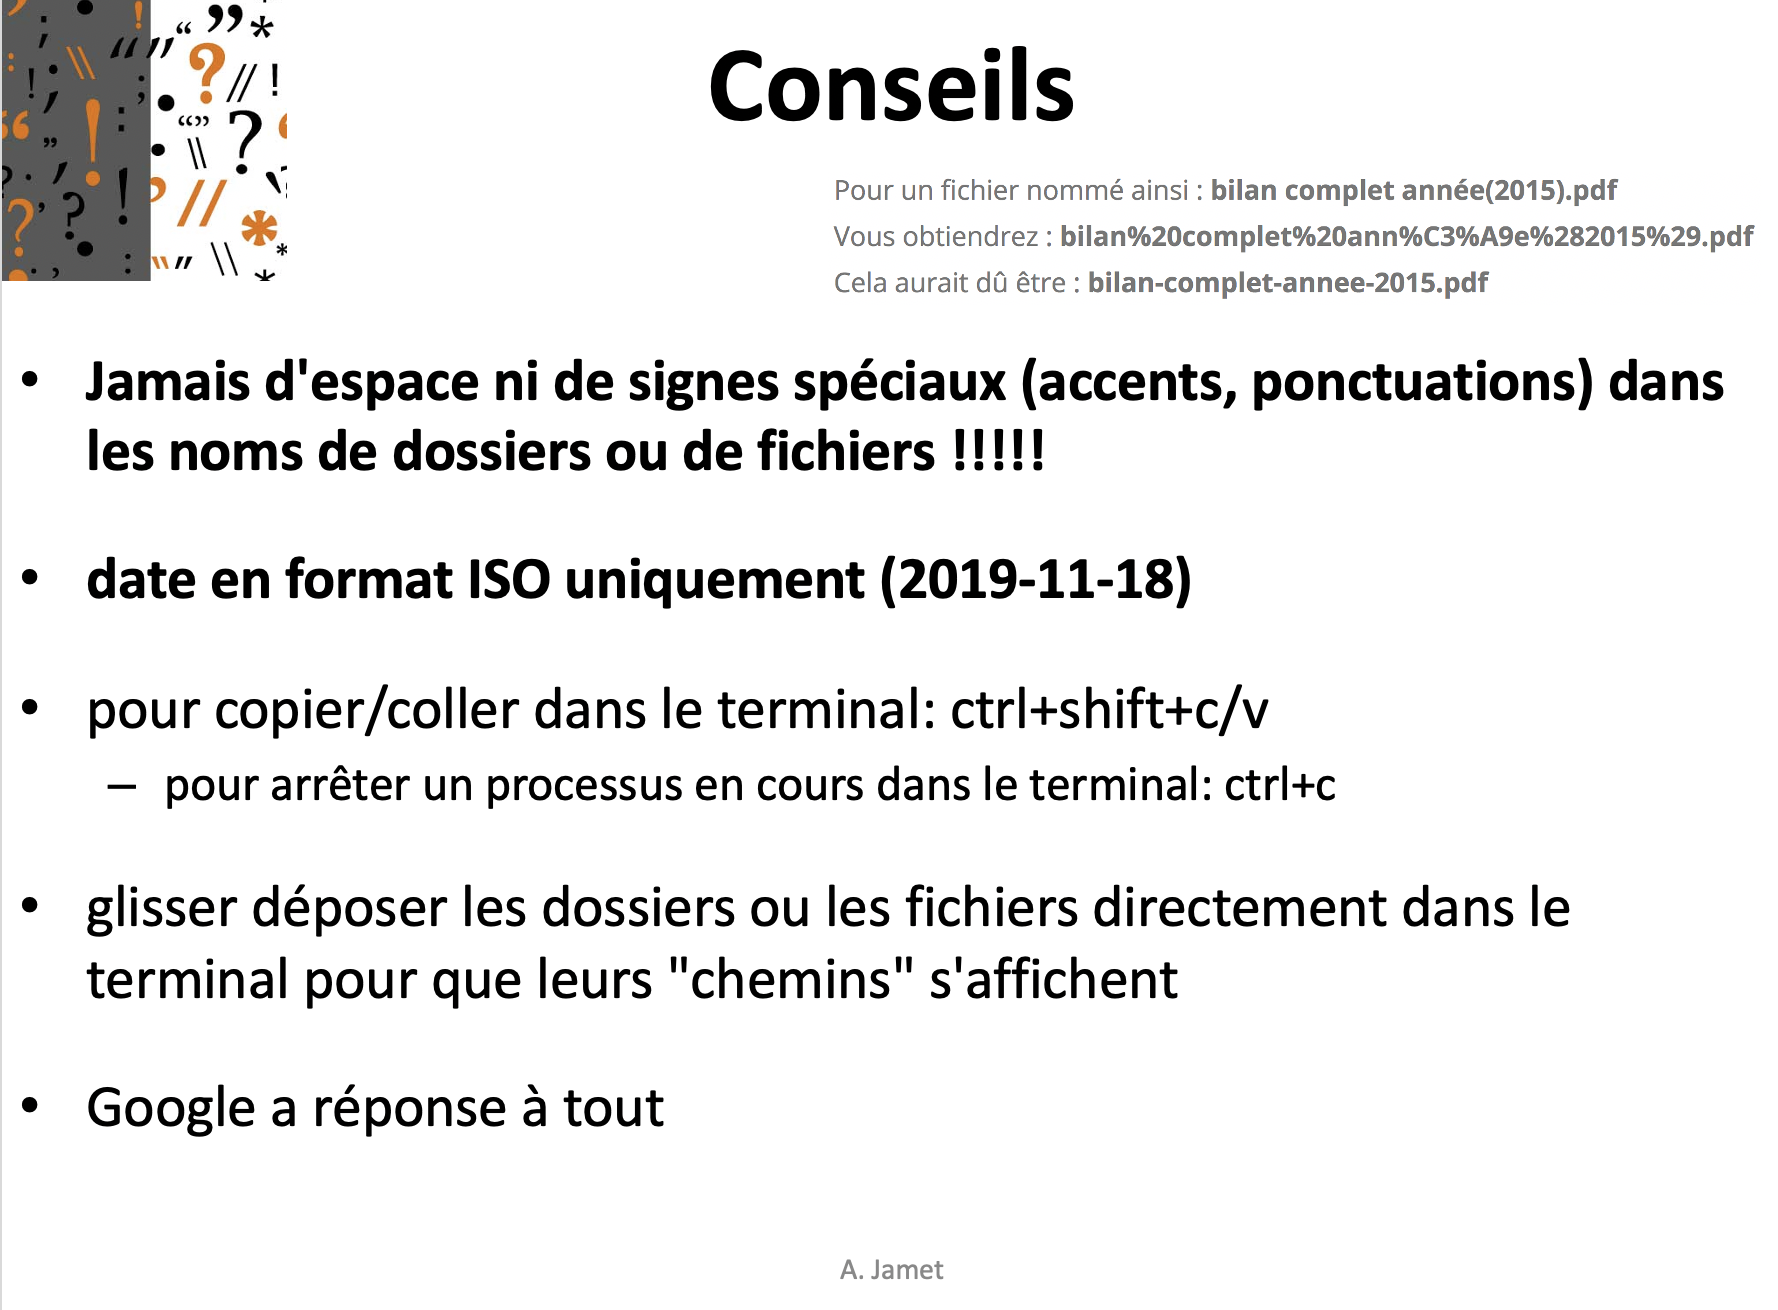 Conseils
Pour un fichier nommé ainsi : bilan complet année(2015).pdf
Vous obtiendrez : bilan%20complet%20ann%C3%A9e%282015%29.pdf
Cela aurait dû être : bilan-complet-annee-2015.pdf
• Jamais d'espace ni de signes spéciaux (accents, ponctuations) dans
les noms de dossiers ou de fichiers !!!!!
• date en format ISO uniquement (2019-11-18)
• pour copier/coller dans le terminal: ctrl+shift+c/v
– pour arrêter un processus en cours dans le terminal: ctrl+c
• glisser déposer les dossiers ou les fichiers directement dans le
terminal pour que leurs "chemins" s'affichent
• Google a réponse à tout
A. Jamet